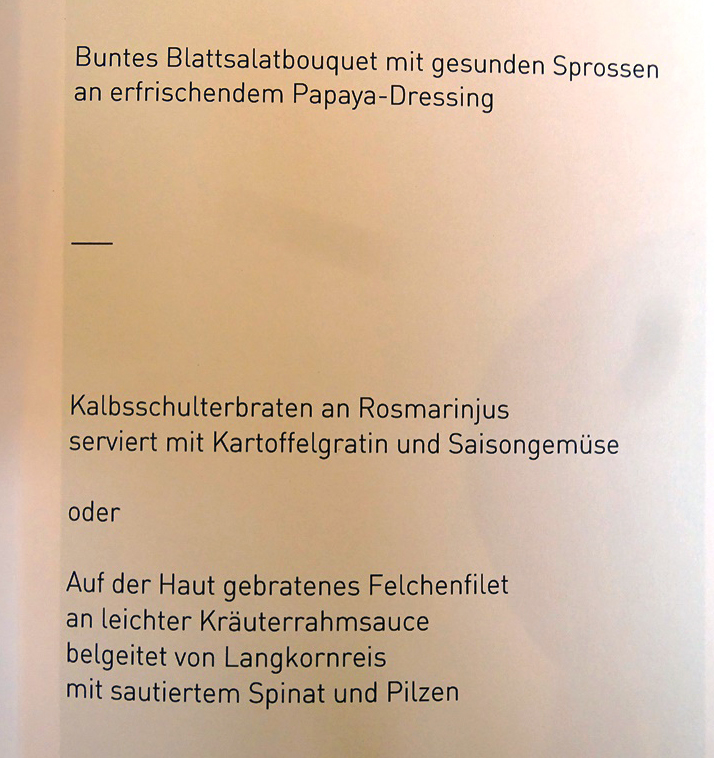 Buntes Blattsalatbouquet mit gesunden Sprossen
an erfrischendem Papaya-Dressing
—
Kalbsschulterbraten an Rosmarinjus
serviert mit Kartoffelgratin und Saisongemüse
oder
Auf der Haut gebratenes Felchenfilet
an leichter Kräuterrahmsauce
belgeitet von Langkornreis
mit sautiertem Spinat und Pilzen